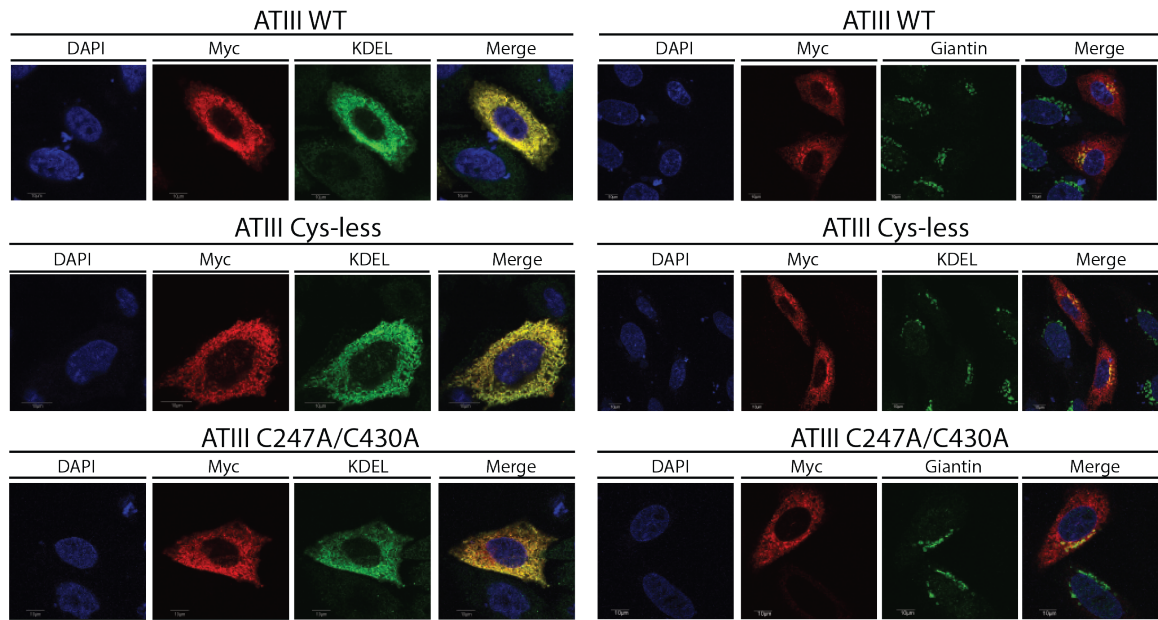 ATIII WT
DAPI Myc KDEL Merge
ATIII WT
DAPI Myc Giantin Merge
ATIII Cys-less
DAPI Myc KDEL Merge
ATIII Cys-less
DAPI Myc KDEL Merge
ATIII C247A/C430A
DAPI Myc KDEL Merge
ATIII C247A/C430A
DAPI Myc Giantin Merge
10µm 10µm 10µm 10µm